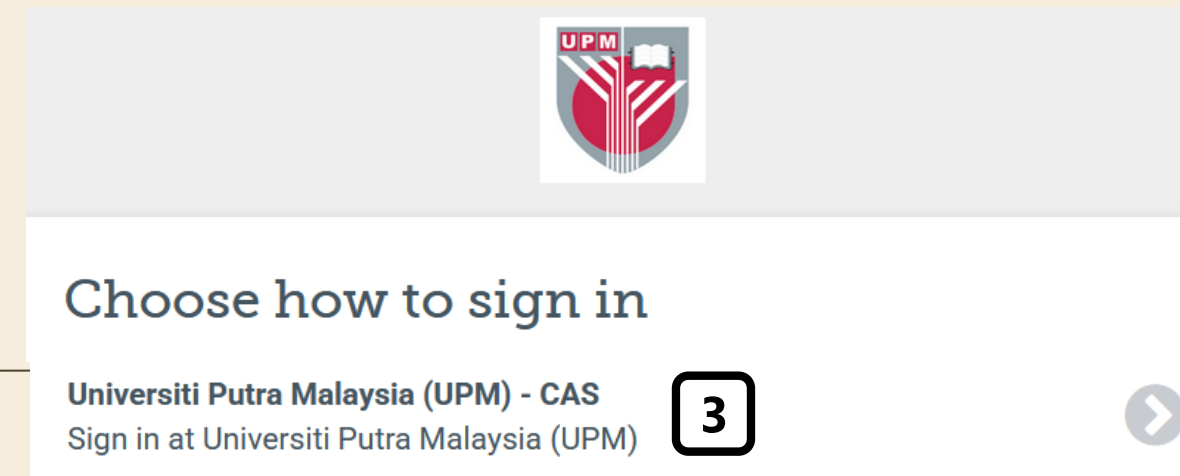 UPM
Choose how to sign in
Universiti Putra Malaysia (UPM) - CAS
3
Sign in at Universiti Putra Malaysia (UPM)